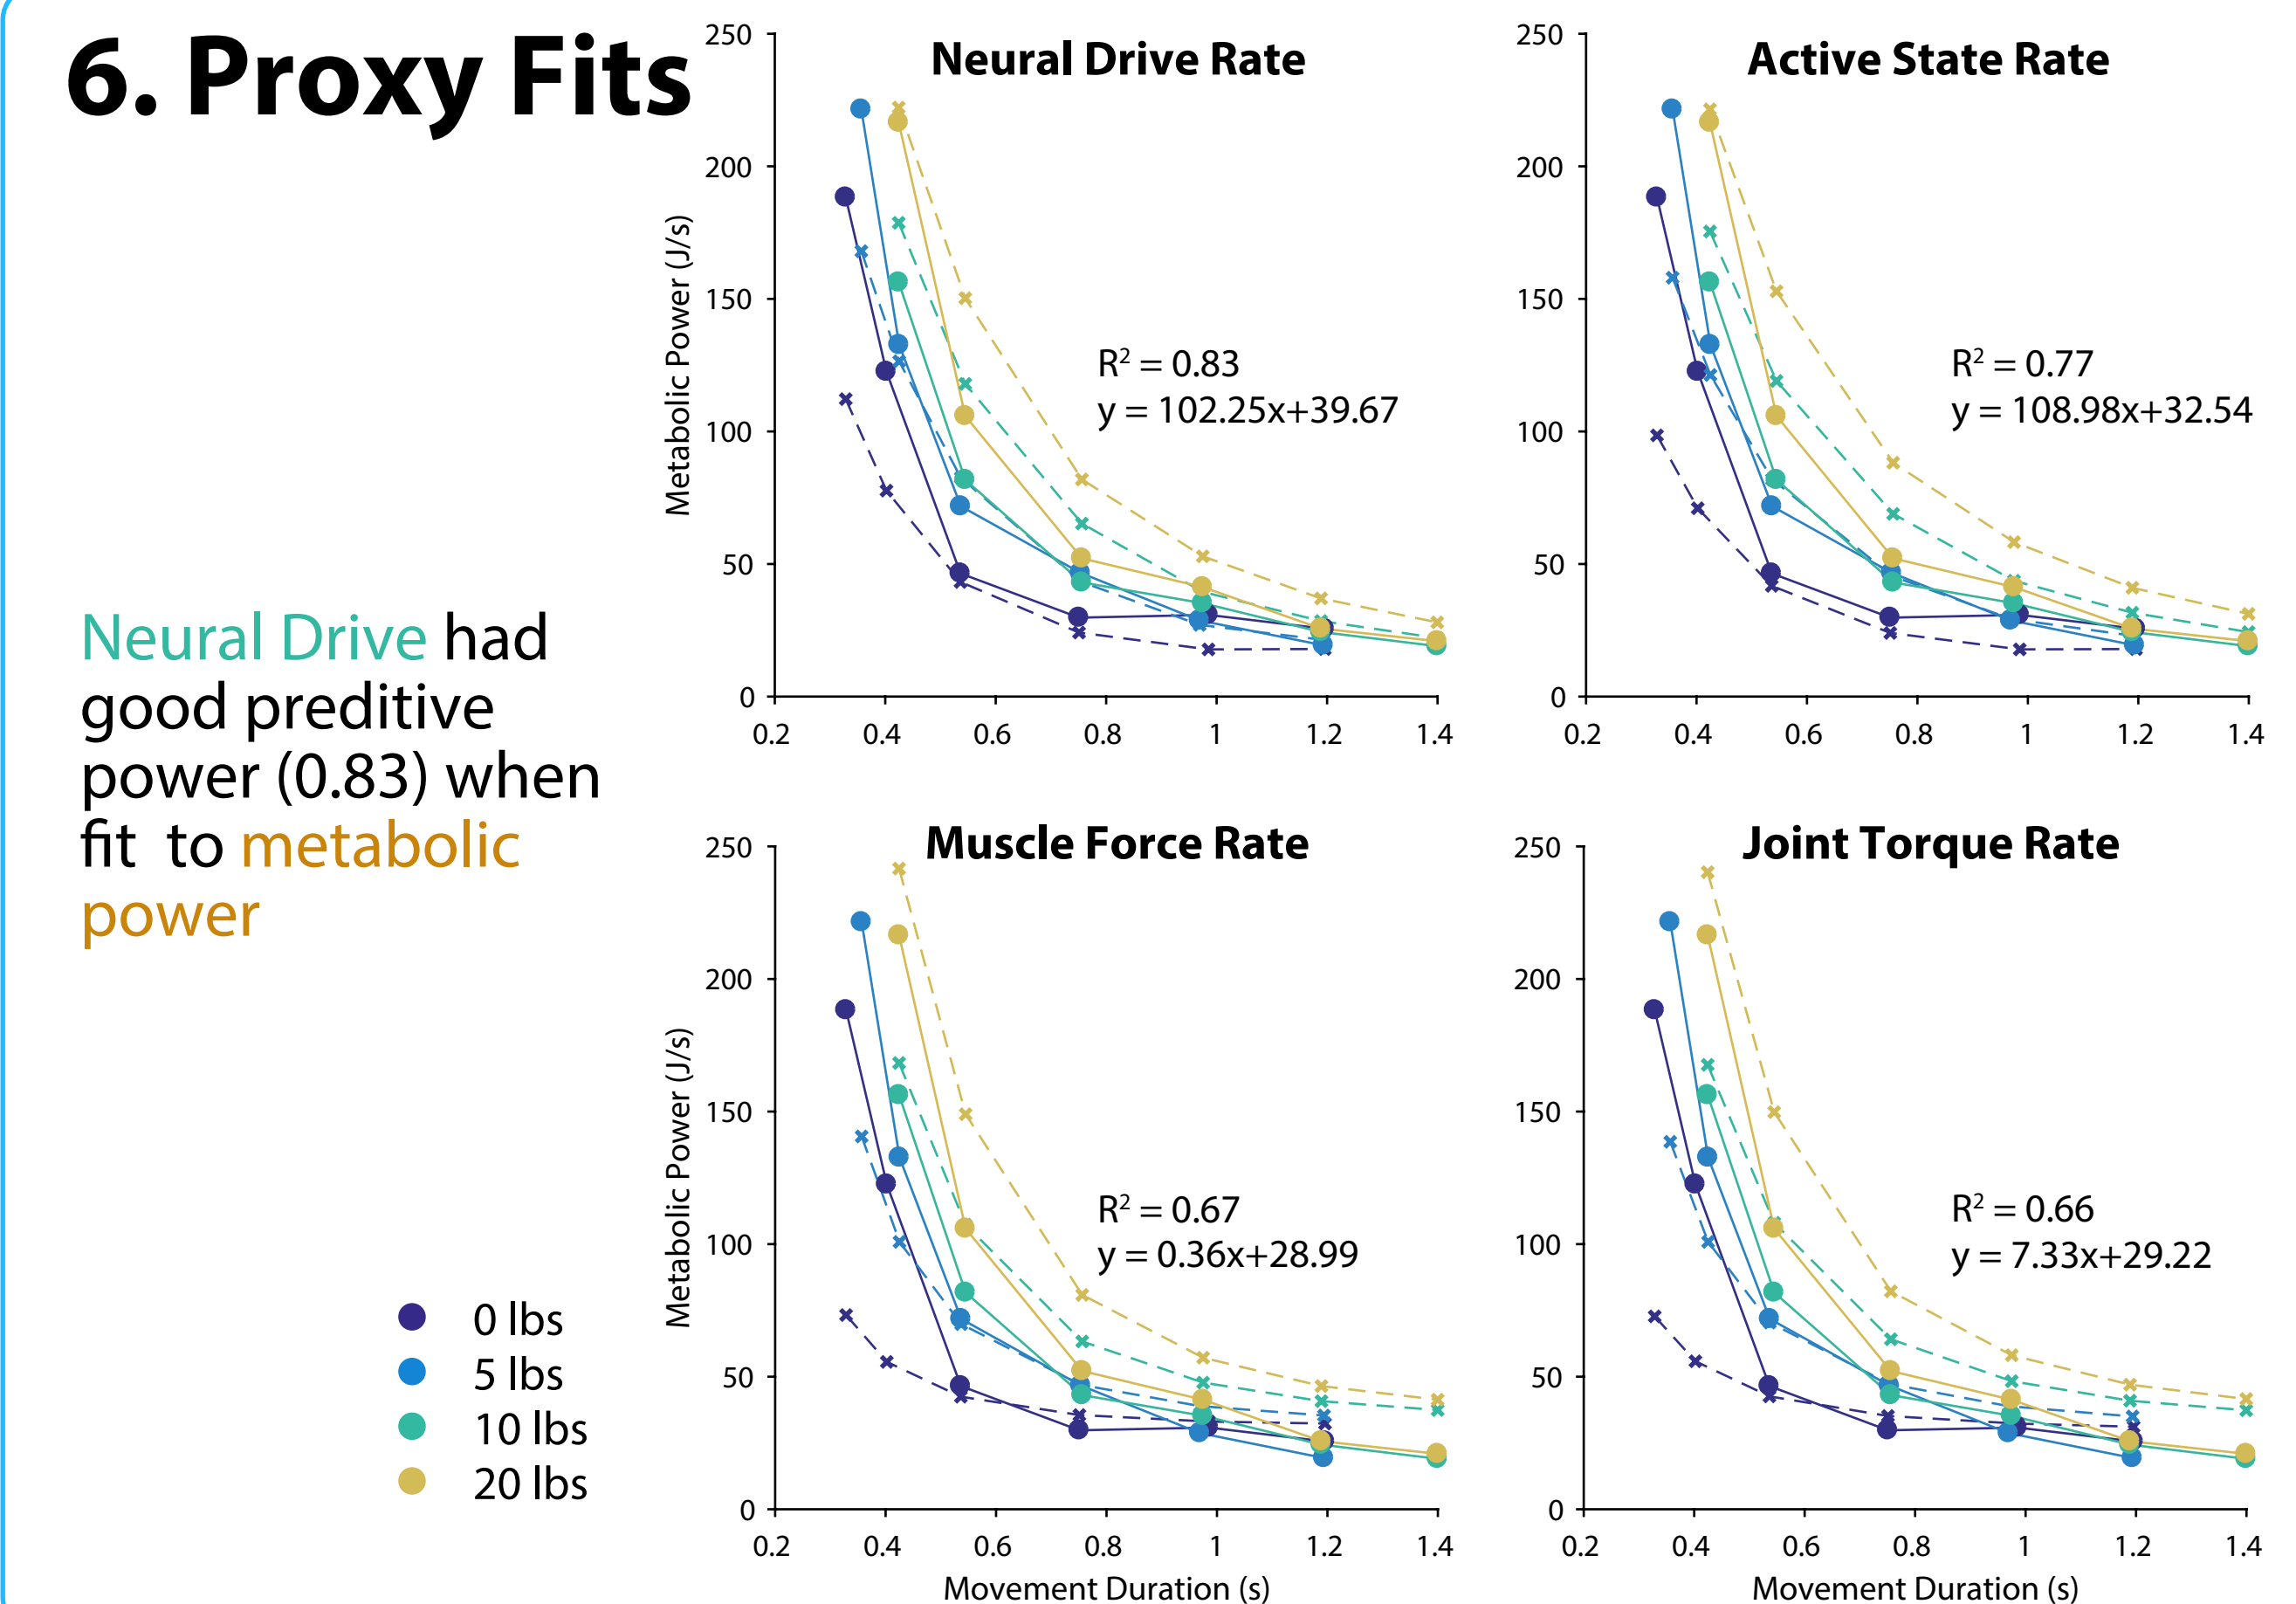 6. Proxy Fits
Neural Drive had
good preditive
power (0.83) when
fit to metabolic
power
0 lbs
5 lbs
10 lbs
20 lbs
Neural Drive Rate
250
200
150
100
50
0
Metabolic Power (J/s)
R² = 0.83
y = 102.25x+39.67
0.2 0.4 0.6 0.8 1 1.2 1.4
Active State Rate
250
200
150
100
50
0
R² = 0.77
y = 108.98x+32.54
0.2 0.4 0.6 0.8 1 1.2 1.4
Muscle Force Rate
250
200
150
100
50
0
Metabolic Power (J/s)
R² = 0.67
y = 0.36x+28.99
0.2 0.4 0.6 0.8 1 1.2 1.4
Movement Duration (s)
Joint Torque Rate
250
200
150
100
50
0
R² = 0.66
y = 7.33x+29.22
0.2 0.4 0.6 0.8 1 1.2 1.4
Movement Duration (s)